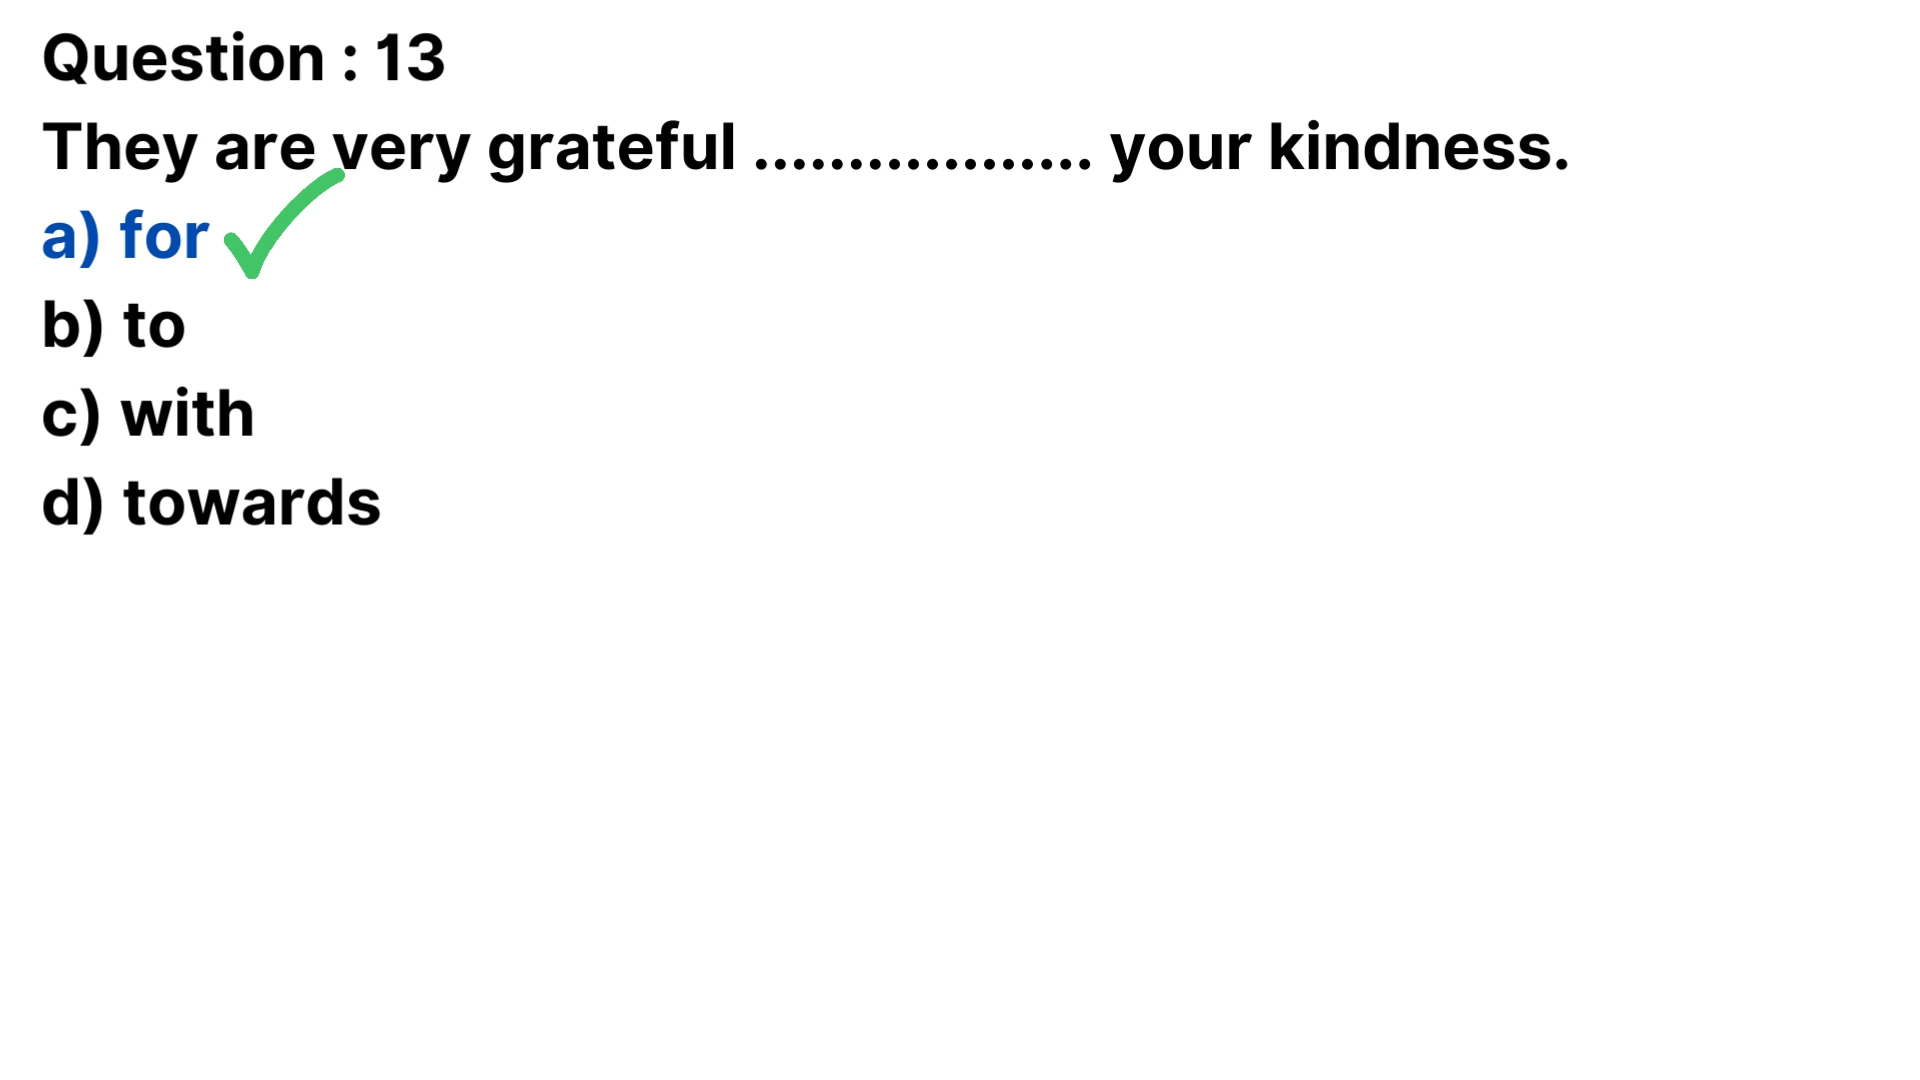 Question : 13
They are very grateful .................. your kindness.
a) for
b) to
c) with
d) towards